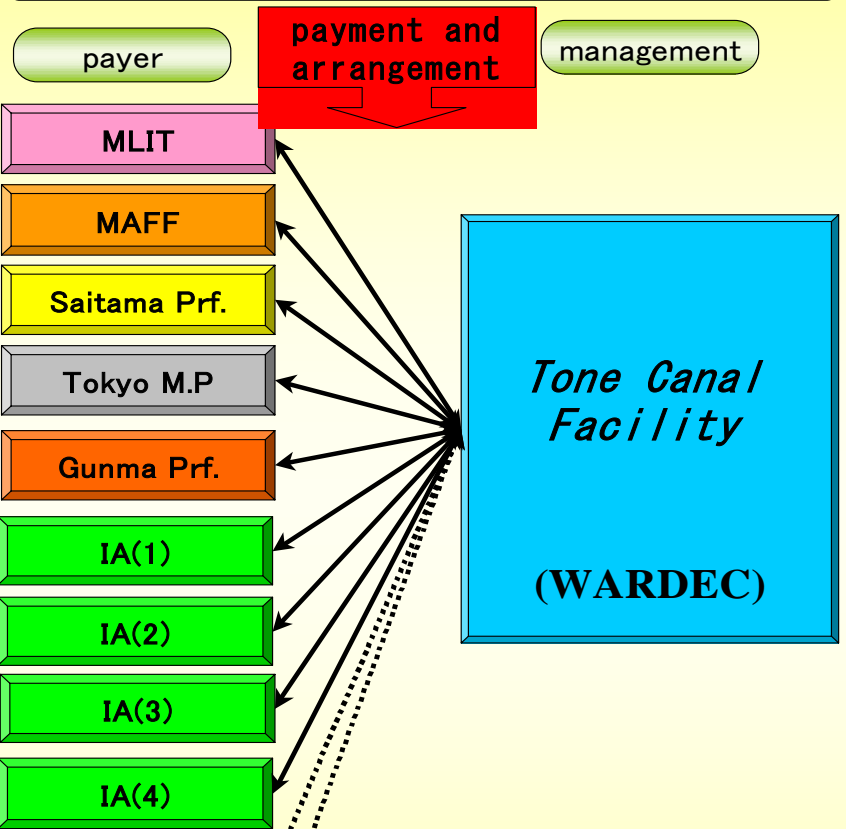 payer
payment and
arrangement
management
MLIT
MAFF
Saitama Prf.
Tokyo M.P
Gunma Prf.
IA(1)
IA(2)
IA(3)
IA(4)
Tone Canal
Facility
(WARDEC)